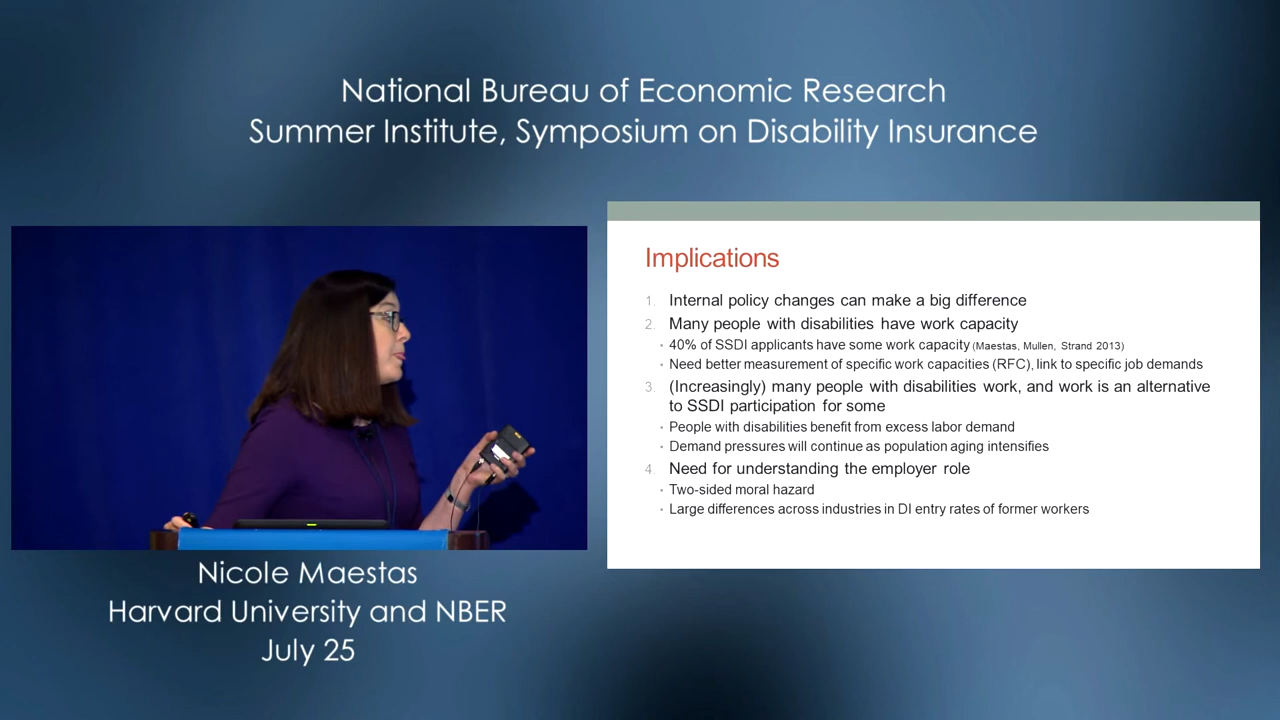 National Bureau of Economic Research
Summer Institute, Symposium on Disability Insurance
Implications
1. Internal policy changes can make a big difference
2. Many people with disabilities have work capacity
• 40% of SSDI applicants have some work capacity (Maestas, Mullen, Strand 2013)
• Need better measurement of specific work capacities (RFC), link to specific job demands
3. (Increasingly) many people with disabilities work, and work is an alternative
to SSDI participation for some
• People with disabilities benefit from excess labor demand
• Demand pressures will continue as population aging intensifies
4. Need for understanding the employer role
• Two-sided moral hazard
• Large differences across industries in DI entry rates of former workers
Nicole Maestas
Harvard University and NBER
July 25